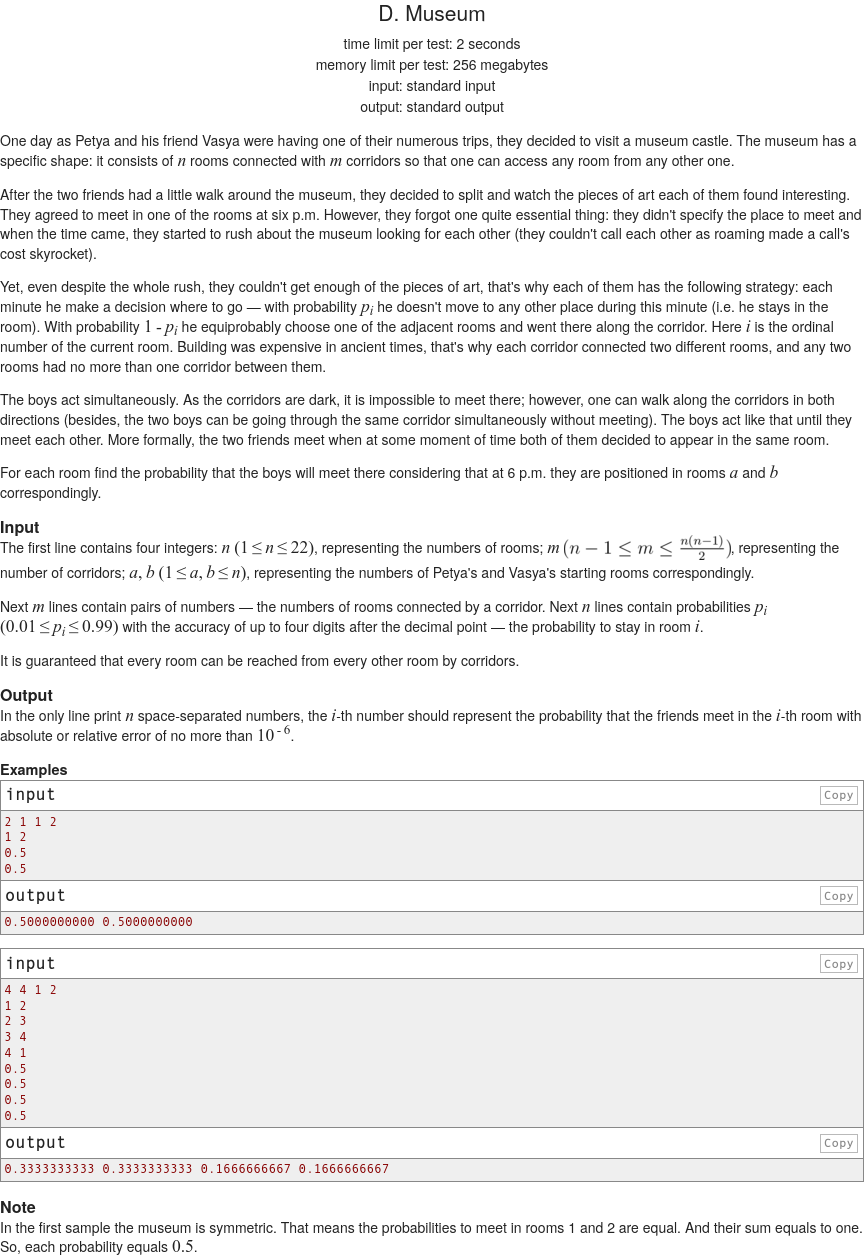 D. Museum
time limit per test: 2 seconds
memory limit per test: 256 megabytes
input: standard input
output: standard output
One day as Petya and his friend Vasya were having one of their numerous trips, they decided to visit a museum castle. The museum has a
specific shape: it consists of n rooms connected with m corridors so that one can access any room from any other one.
After the two friends had a little walk around the museum, they decided to split and watch the pieces of art each of them found interesting.
They agreed to meet in one of the rooms at six p.m. However, they forgot one quite essential thing: they didn't specify the place to meet and
when the time came, they started to rush about the museum looking for each other (they couldn't call each other as roaming made a call's
cost skyrocket).
Yet, even despite the whole rush, they couldn't get enough of the pieces of art, that's why each of them has the following strategy: each
minute he make a decision where to go — with probability pᵢ he doesn't move to any other place during this minute (i.e. he stays in the
room). With probability 1 - pᵢ he equiprobably choose one of the adjacent rooms and went there along the corridor. Here i is the ordinal
number of the current room. Building was expensive in ancient times, that's why each corridor connected two different rooms, and any two
rooms had no more than one corridor between them.
The boys act simultaneously. As the corridors are dark, it is impossible to meet there; however, one can walk along the corridors in both
directions (besides, the two boys can be going through the same corridor simultaneously without meeting). The boys act like that until they
meet each other. More formally, the two friends meet when at some moment of time both of them decided to appear in the same room.
For each room find the probability that the boys will meet there considering that at 6 p.m. they are positioned in rooms a and b
correspondingly.
Input
The first line contains four integers: n (1 ≤ n ≤ 22), representing the numbers of rooms; m (n − 1 ≤ m ≤ n(n−1)/2), representing the
number of corridors; a, b (1 ≤ a, b ≤ n), representing the numbers of Petya's and Vasya's starting rooms correspondingly.
Next m lines contain pairs of numbers — the numbers of rooms connected by a corridor. Next n lines contain probabilities pᵢ
(0.01 ≤ pᵢ ≤ 0.99) with the accuracy of up to four digits after the decimal point — the probability to stay in room i.
It is guaranteed that every room can be reached from every other room by corridors.
Output
In the only line print n space-separated numbers, the i-th number should represent the probability that the friends meet in the i-th room with
absolute or relative error of no more than 10⁻⁶.
Examples
input
Copy
2 1 1 2
1 2
0.5
0.5
output
Copy
0.5000000000 0.5000000000
input
Copy
4 4 1 2
1 2
2 3
3 4
4 1
0.5
0.5
0.5
0.5
output
Copy
0.3333333333 0.3333333333 0.1666666667 0.1666666667
Note
In the first sample the museum is symmetric. That means the probabilities to meet in rooms 1 and 2 are equal. And their sum equals to one.
So, each probability equals 0.5.